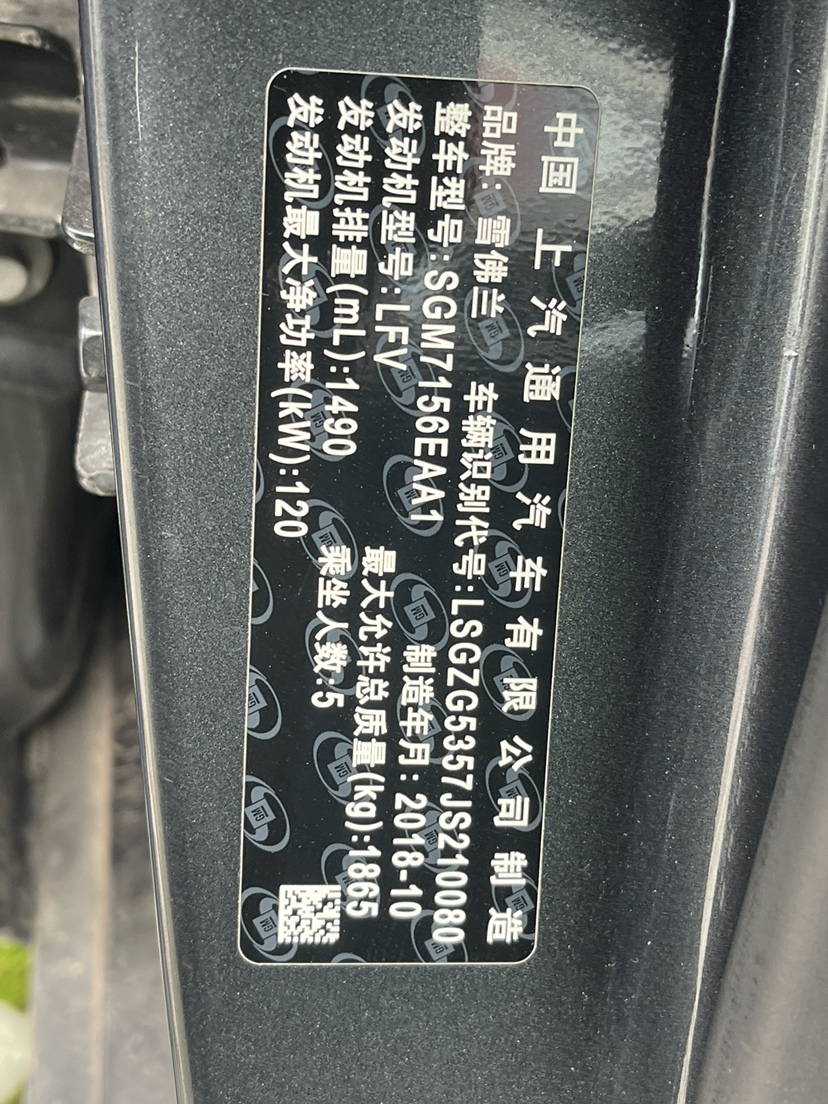 中国上汽通用汽车有限公司制造
品牌: 雪佛兰 车辆识别代号:LSGZG5357JS210080
整车型号:SGM7156EAA1
发动机型号:LFV 制造年月: 2018-10
发动机排量(mL):1490 最大允许总质量(kg):1865
发动机最大净功率(kW):120 乘坐人数:5